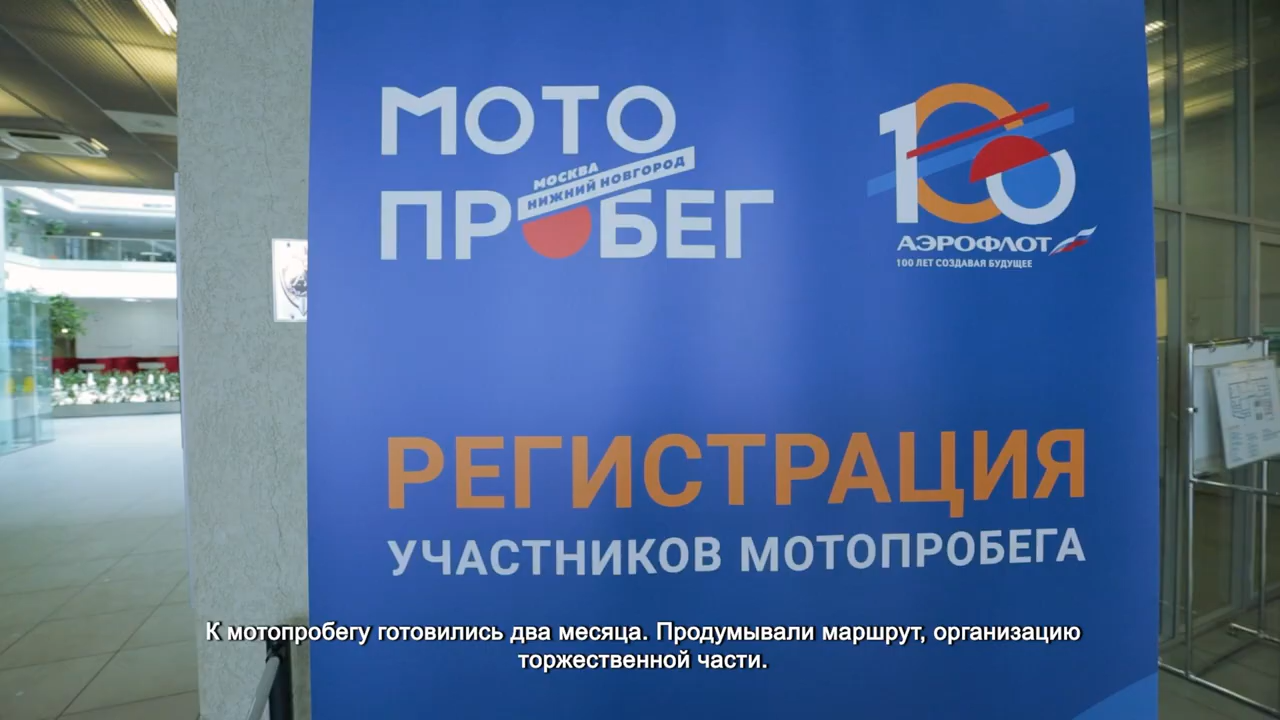 МОТО
МОСКВА
НИЖНИЙ НОВГОРОД
ПРОБЕГ
100
АЭРОФЛОТ
100 ЛЕТ СОЗДАВАЯ БУДУЩЕЕ
РЕГИСТРАЦИЯ
УЧАСТНИКОВ МОТОПРОБЕГА
К мотопробегу готовились два месяца. Продумывали маршрут, организацию
торжественной части.